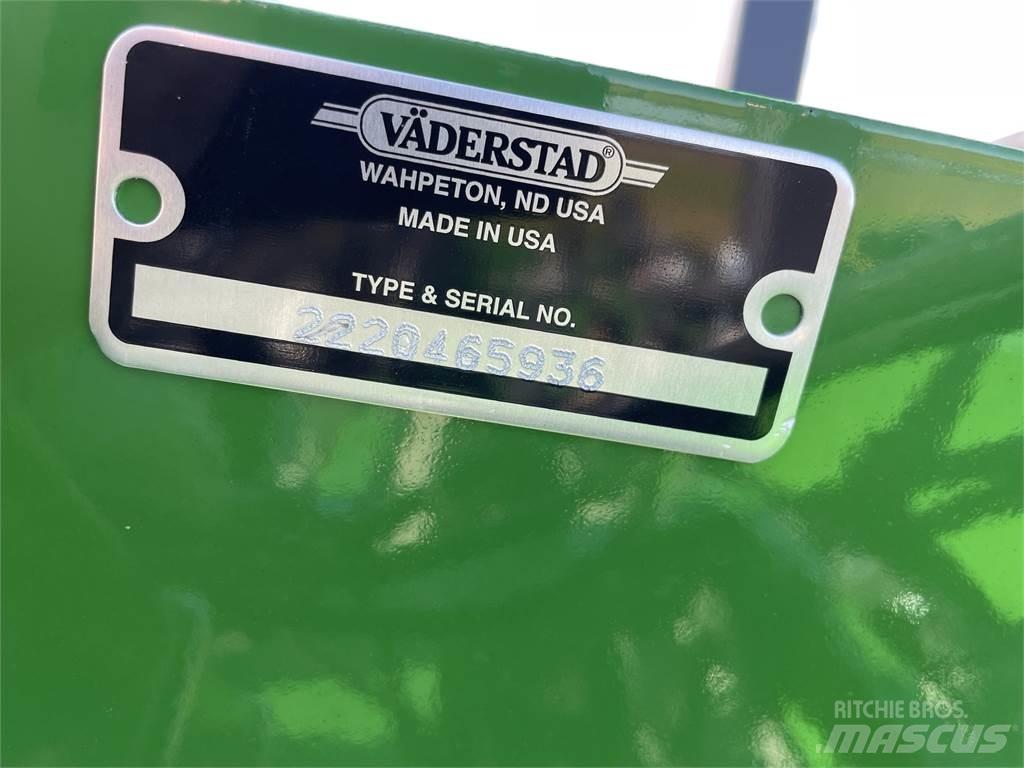 VÄDERSTAD®
WAHPETON, ND USA
MADE IN USA
TYPE & SERIAL NO.
2220465936
RITCHIE BROS.
MASCUS